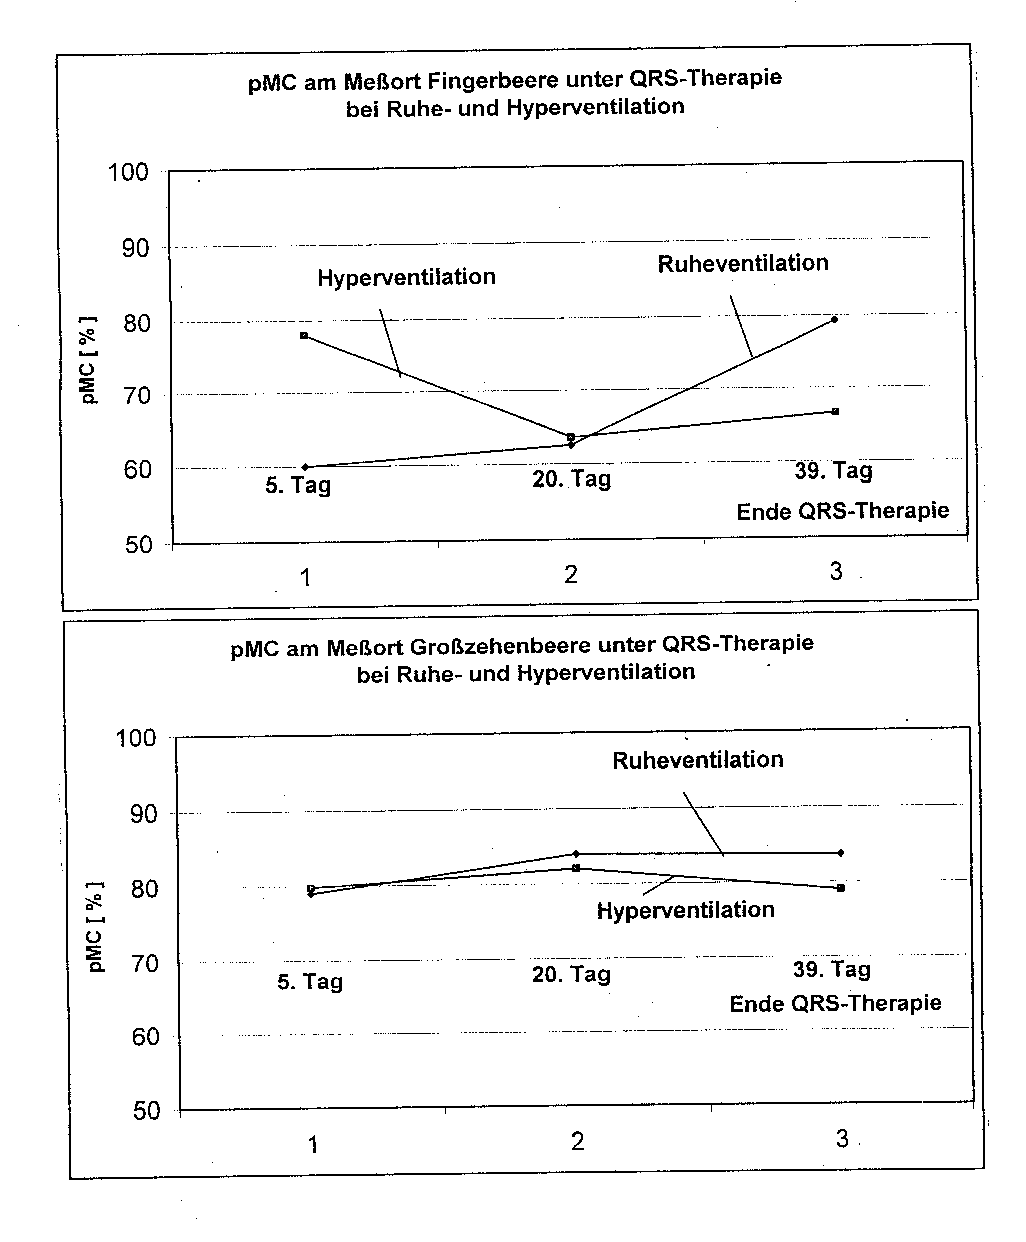 pMC am Meßort Fingerbeere unter QRS-Therapie
bei Ruhe- und Hyperventilation
100
90
80
70
60
50
pMC [ % ]
Hyperventilation
Ruheventilation
5. Tag
20. Tag
39. Tag
Ende QRS-Therapie
1
2
3
pMC am Meßort Großzehenbeere unter QRS-Therapie
bei Ruhe- und Hyperventilation
100
90
80
70
60
50
pMC [ % ]
Ruheventilation
Hyperventilation
5. Tag
20. Tag
39. Tag
Ende QRS-Therapie
1
2
3